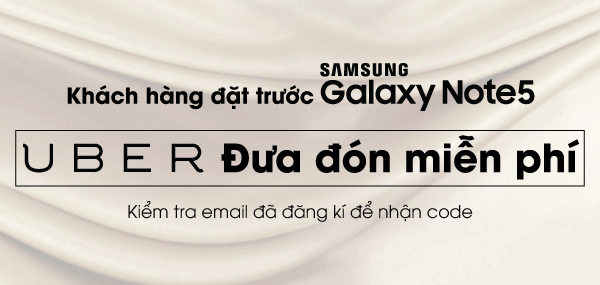 Khách hàng đặt trước SAMSUNG Galaxy Note5
UBER Đưa đón miễn phí
Kiểm tra email đã đăng kí để nhận code